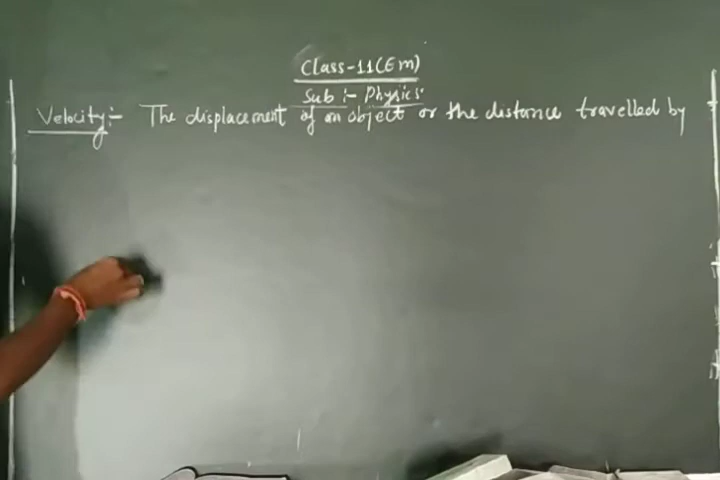 Class-11(Em)
Sub :- Physics.
Velocity:- The displacement of an object or the distance travelled by